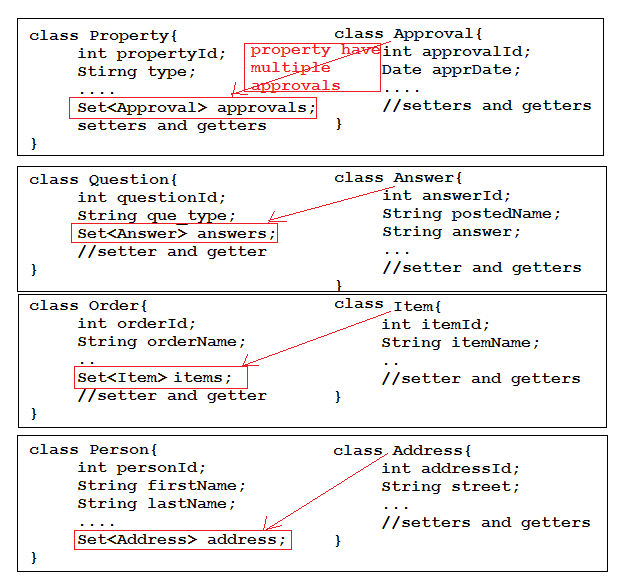 class Property{
int propertyId;
Stirng type;
....
Set<Approval> approvals;
setters and getters
}
property have
multiple
approvals
class Approval{
int approvalId;
Date apprDate;
....
//setters and getters
}
class Question{
int questionId;
String que_type;
Set<Answer> answers;
//setter and getter
}
class Answer{
int answerId;
String postedName;
String answer;
...
//setter and getters
}
class Order{
int orderId;
String orderName;
..
Set<Item> items;
//setter and getter
}
class Item{
int itemId;
String itemName;
..
//setter and getters
}
class Person{
int personId;
String firstName;
String lastName;
....
Set<Address> address;
}
class Address{
int addressId;
String street;
...
//setters and getters
}